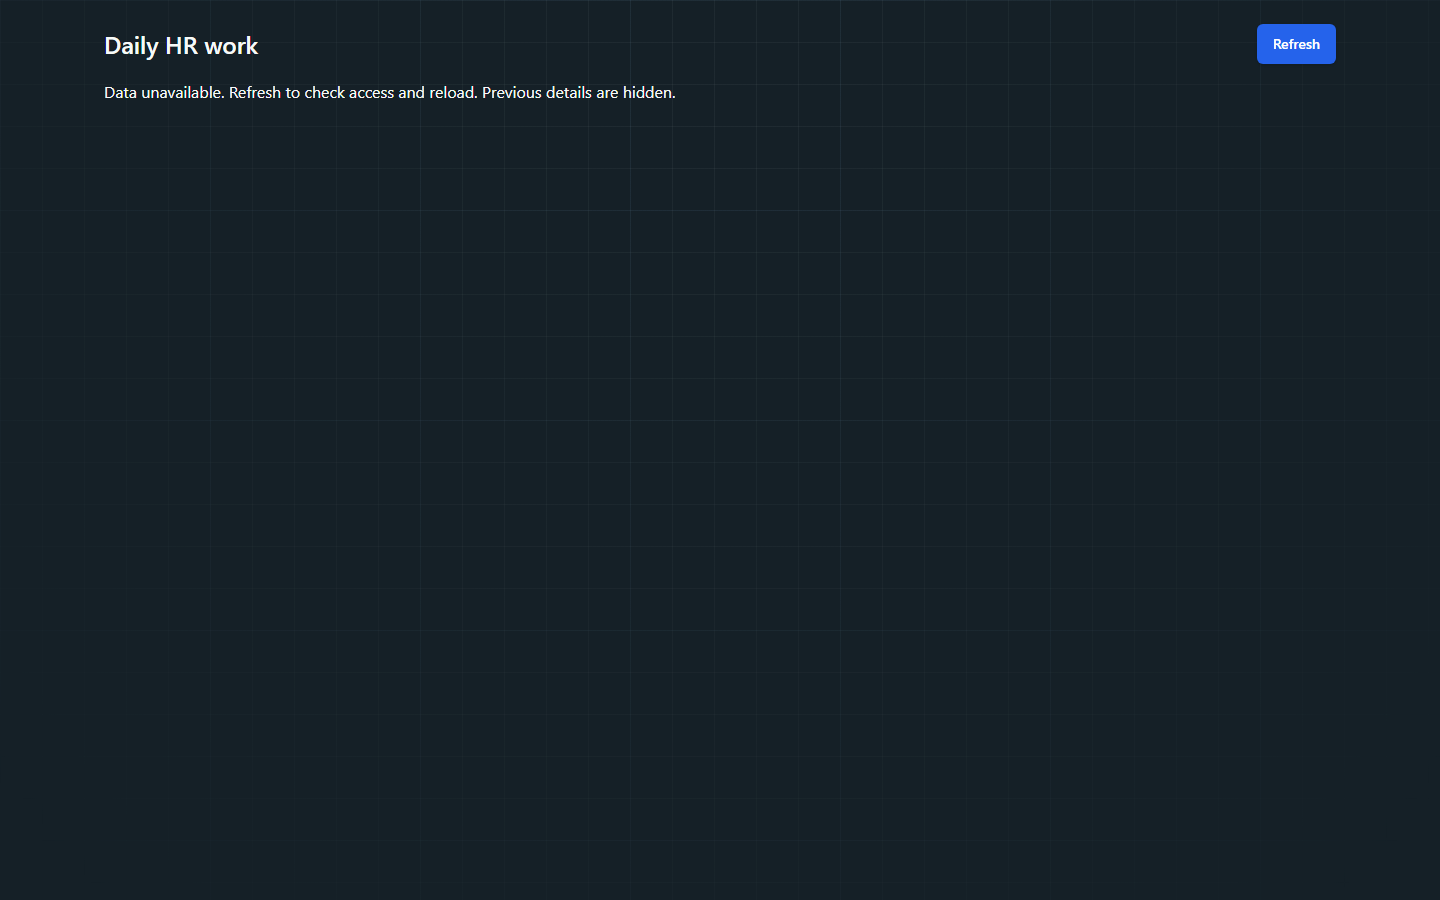 Daily HR work
Refresh
Data unavailable. Refresh to check access and reload. Previous details are hidden.